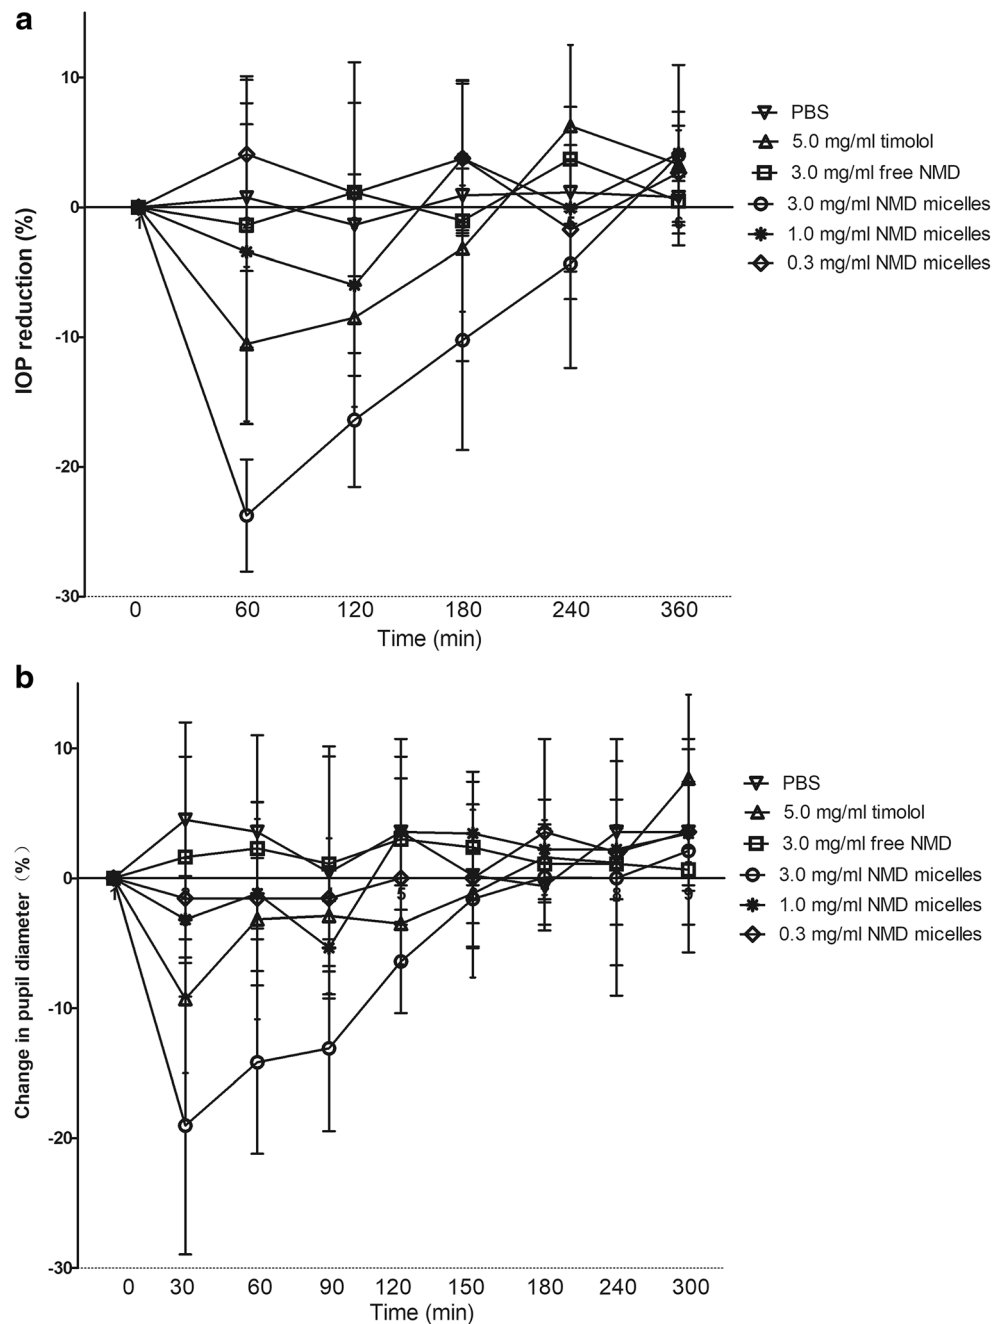 a
10
0
-10
-20
-30
IOP reduction (%)
0 60 120 180 240 360
Time (min)
PBS
5.0 mg/ml timolol
3.0 mg/ml free NMD
3.0 mg/ml NMD micelles
1.0 mg/ml NMD micelles
0.3 mg/ml NMD micelles
b
10
0
-10
-20
-30
Change in pupil diameter （%）
0 30 60 90 120 150 180 240 300
Time (min)
PBS
5.0 mg/ml timolol
3.0 mg/ml free NMD
3.0 mg/ml NMD micelles
1.0 mg/ml NMD micelles
0.3 mg/ml NMD micelles